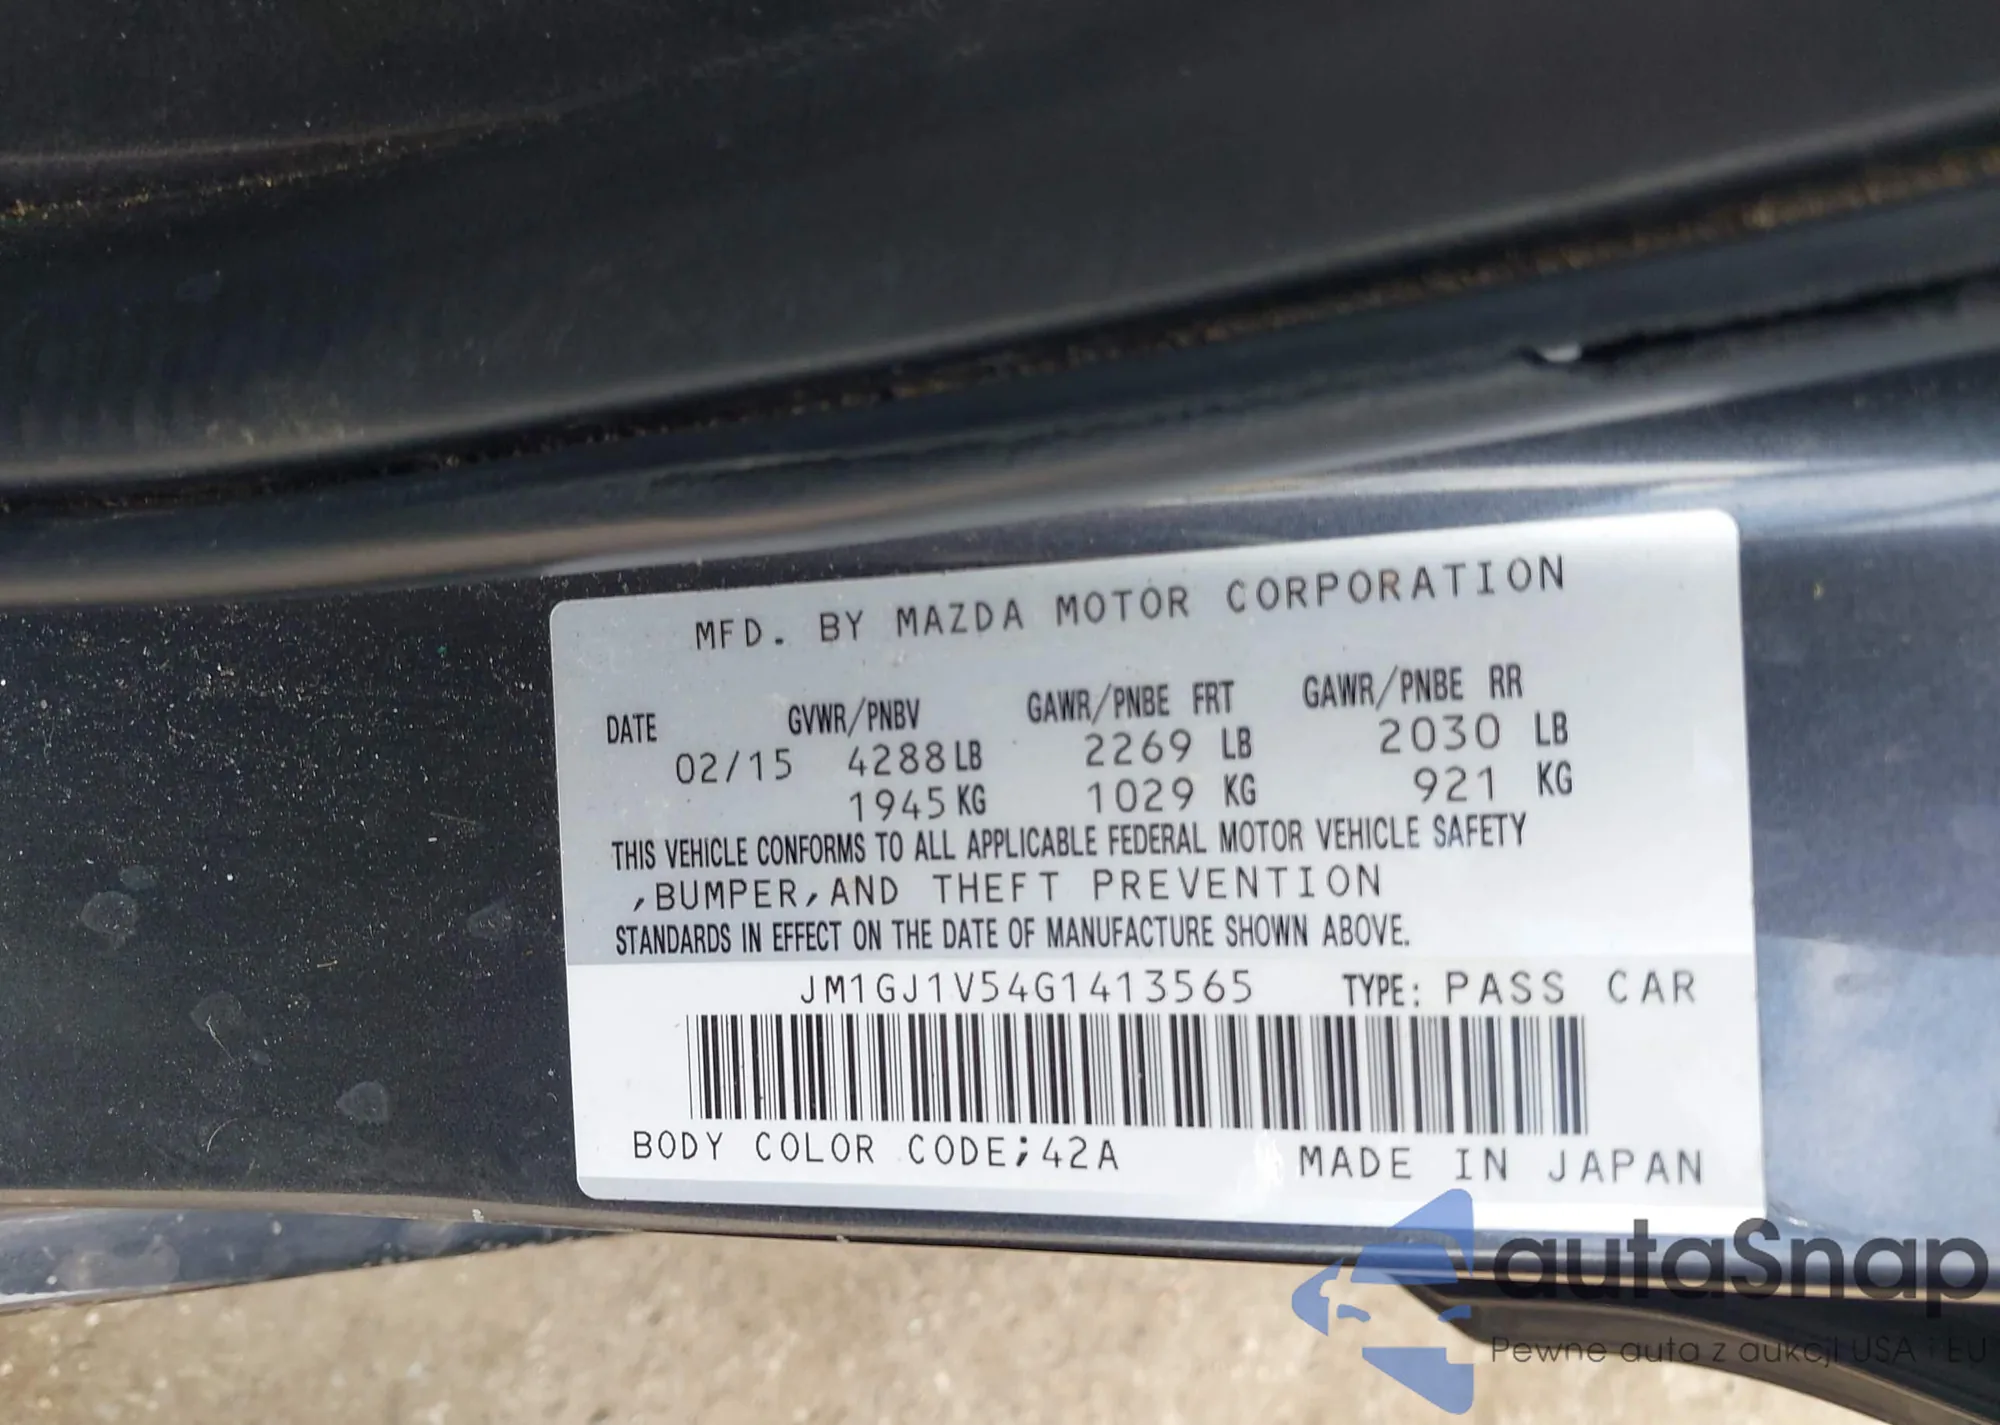 MFD. BY MAZDA MOTOR CORPORATION
DATE GVWR/PNBV GAWR/PNBE FRT GAWR/PNBE RR
02/15 4288 LB 2269 LB 2030 LB
1945 KG 1029 KG 921 KG
THIS VEHICLE CONFORMS TO ALL APPLICABLE FEDERAL MOTOR VEHICLE SAFETY
,BUMPER,AND THEFT PREVENTION
STANDARDS IN EFFECT ON THE DATE OF MANUFACTURE SHOWN ABOVE.
JM1GJ1V54G1413565 TYPE: PASS CAR
BODY COLOR CODE;42A MADE IN JAPAN
autaSnap
Pewne auta z aukcji USA i EU